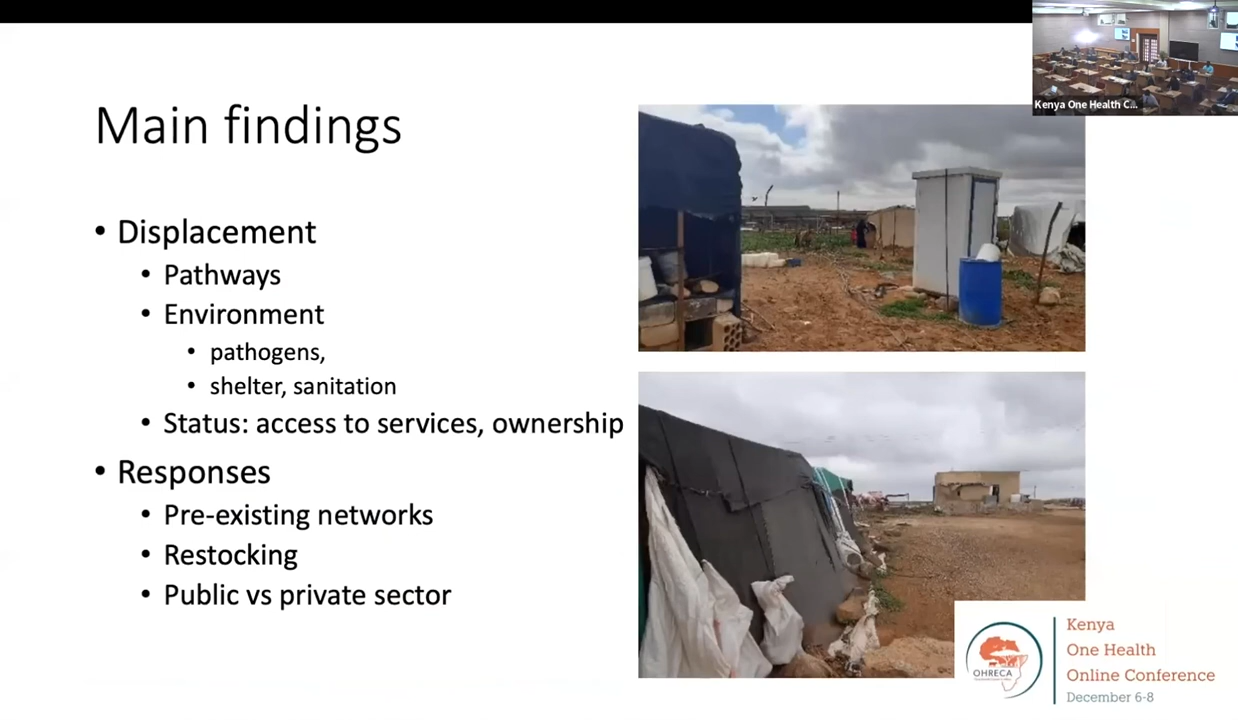 Kenya One Health C...
Main findings
• Displacement
• Pathways
• Environment
• pathogens,
• shelter, sanitation
• Status: access to services, ownership
• Responses
• Pre-existing networks
• Restocking
• Public vs private sector
OHRECA
Kenya
One Health
Online Conference
December 6-8